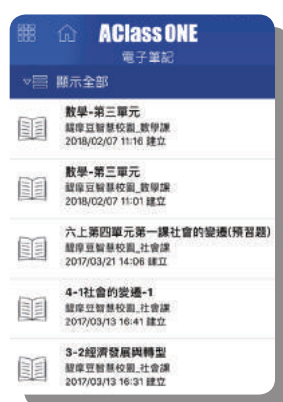 AClass ONE
電子筆記
顯示全部
數學-第三單元
醍摩豆智慧校園_數學課
2018/02/07 11:16 建立
數學-第三單元
醍摩豆智慧校園_數學課
2018/02/07 11:01 建立
六上第四單元第一課社會的變遷(預習題)
醍摩豆智慧校園_社會課
2017/03/21 14:06 建立
4-1社會的變遷-1
醍摩豆智慧校園_社會課
2017/03/13 16:41 建立
3-2經濟發展與轉型
醍摩豆智慧校園_社會課
2017/03/13 16:31 建立